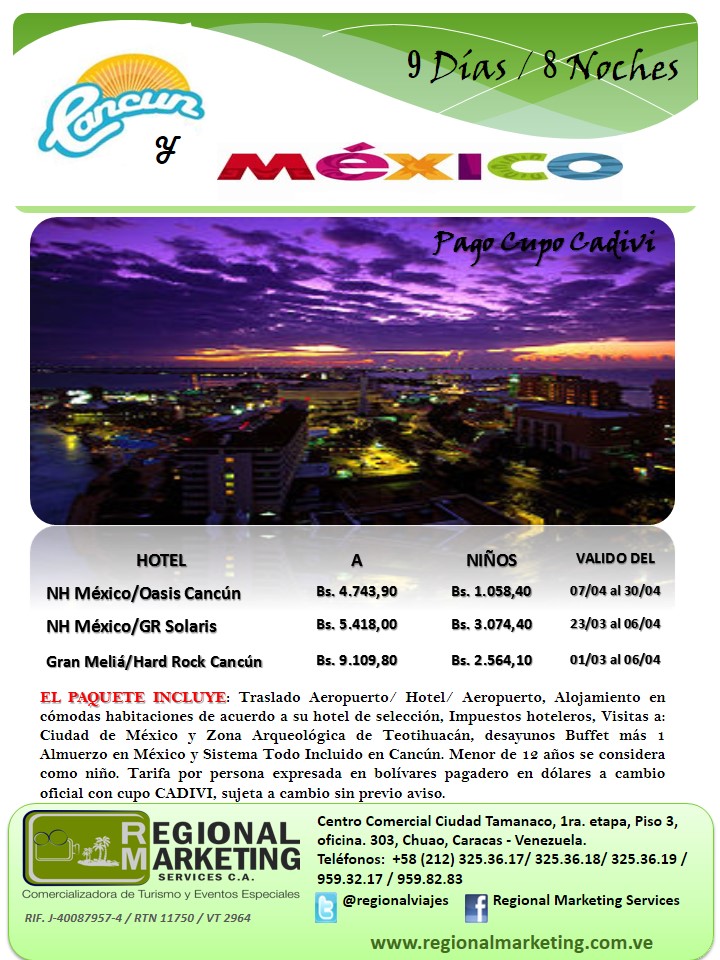 9 Días / 8 Noches
Cancun
y
MÉXICO
Pago Cupo Cadivi
HOTEL A NIÑOS VALIDO DEL
NH México/Oasis Cancún Bs. 4.743,90 Bs. 1.058,40 07/04 al 30/04
NH México/GR Solaris Bs. 5.418,00 Bs. 3.074,40 23/03 al 06/04
Gran Meliá/Hard Rock Cancún Bs. 9.109,80 Bs. 2.564,10 01/03 al 06/04
EL PAQUETE INCLUYE: Traslado Aeropuerto/ Hotel/ Aeropuerto, Alojamiento en
cómodas habitaciones de acuerdo a su hotel de selección, Impuestos hoteleros, Visitas a:
Ciudad de México y Zona Arqueológica de Teotihuacán, desayunos Buffet más 1
Almuerzo en México y Sistema Todo Incluido en Cancún. Menor de 12 años se considera
como niño. Tarifa por persona expresada en bolívares pagadero en dólares a cambio
oficial con cupo CADIVI, sujeta a cambio sin previo aviso.
REGIONAL
MARKETING
SERVICES C.A.
Comercializadora de Turismo y Eventos Especiales
RIF. J-40087957-4 / RTN 11750 / VT 2964
Centro Comercial Ciudad Tamanaco, 1ra. etapa, Piso 3,
oficina. 303, Chuao, Caracas - Venezuela.
Teléfonos: +58 (212) 325.36.17/ 325.36.18/ 325.36.19 /
959.32.17 / 959.82.83
@regionalviajes Regional Marketing Services
www.regionalmarketing.com.ve